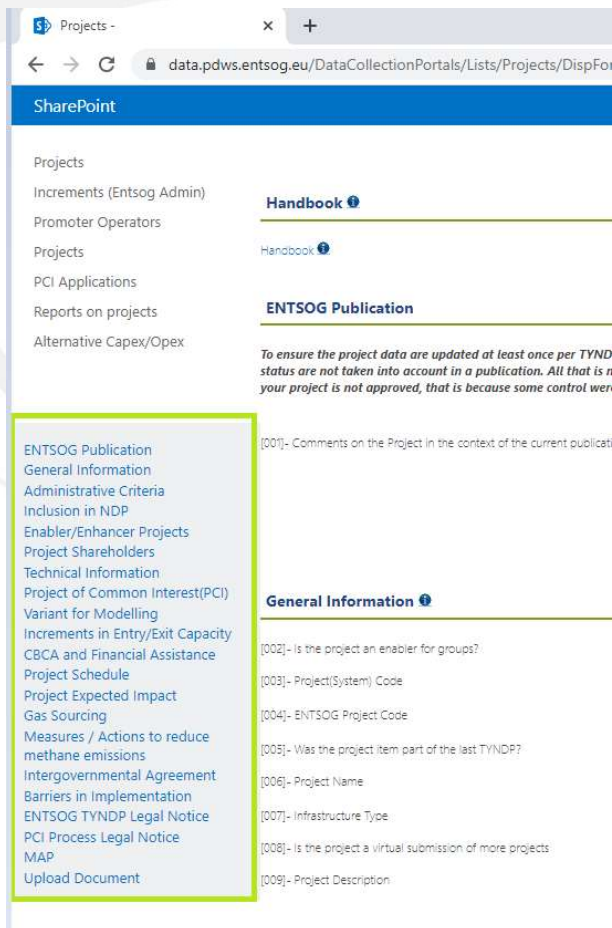 Projects -
data.pdws.entsog.eu/DataCollectionPortals/Lists/Projects/DispFor
SharePoint
Projects
Increments (Entsog Admin)
Promoter Operators
Projects
PCI Applications
Reports on projects
Alternative Capex/Opex
ENTSOG Publication
General Information
Administrative Criteria
Inclusion in NDP
Enabler/Enhancer Projects
Project Shareholders
Technical Information
Project of Common Interest(PCI)
Variant for Modelling
Increments in Entry/Exit Capacity
CBCA and Financial Assistance
Project Schedule
Project Expected Impact
Gas Sourcing
Measures / Actions to reduce
methane emissions
Intergovernmental Agreement
Barriers in Implementation
ENTSOG TYNDP Legal Notice
PCI Process Legal Notice
MAP
Upload Document
Handbook
Handbook
ENTSOG Publication
To ensure the project data are updated at least once per TYND
status are not taken into account in a publication. All that is n
your project is not approved, that is because some control were
[001]- Comments on the Project in the context of the current publicati
General Information
[002]- Is the project an enabler for groups?
[003]- Project(System) Code
[004]- ENTSOG Project Code
[005]- Was the project item part of the last TYNDP?
[006]- Project Name
[007]- Infrastructure Type
[008]- Is the project a virtual submission of more projects
[009]- Project Description